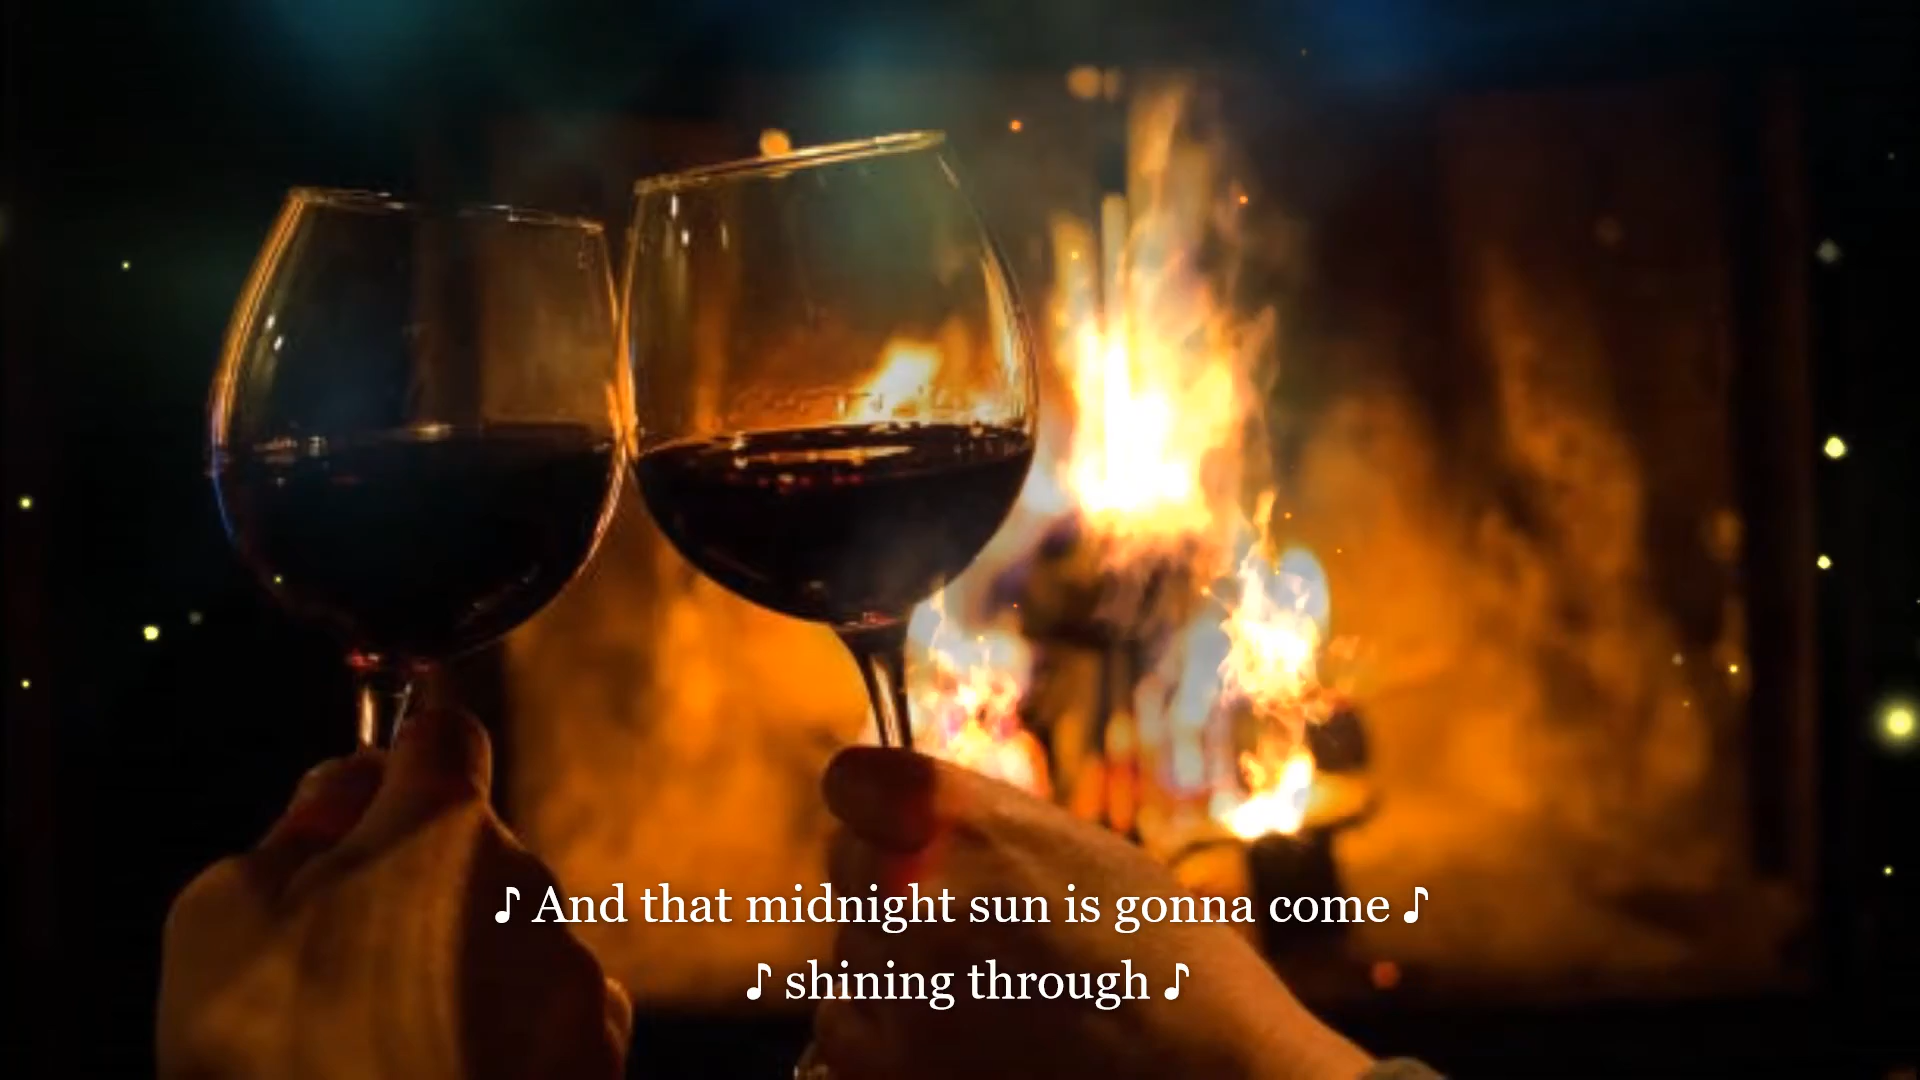 ♪ And that midnight sun is gonna come ♪
♪ shining through ♪